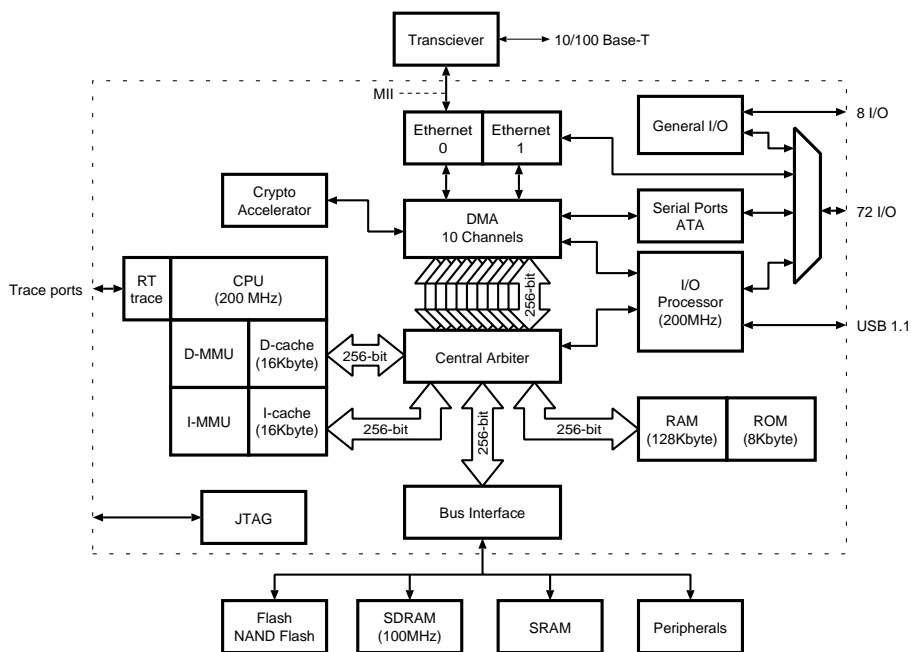 Transciever
10/100 Base-T
MII
Ethernet
0
Ethernet
1
General I/O
8 I/O
Crypto
Accelerator
DMA
10 Channels
Serial Ports
ATA
72 I/O
Trace ports
RT
trace
CPU
(200 MHz)
256-bit
I/O
Processor
(200MHz)
USB 1.1
D-MMU
D-cache
(16Kbyte)
256-bit
Central Arbiter
I-MMU
I-cache
(16Kbyte)
256-bit
256-bit
256-bit
RAM
(128Kbyte)
ROM
(8Kbyte)
JTAG
Bus Interface
Flash
NAND Flash
SDRAM
(100MHz)
SRAM
Peripherals